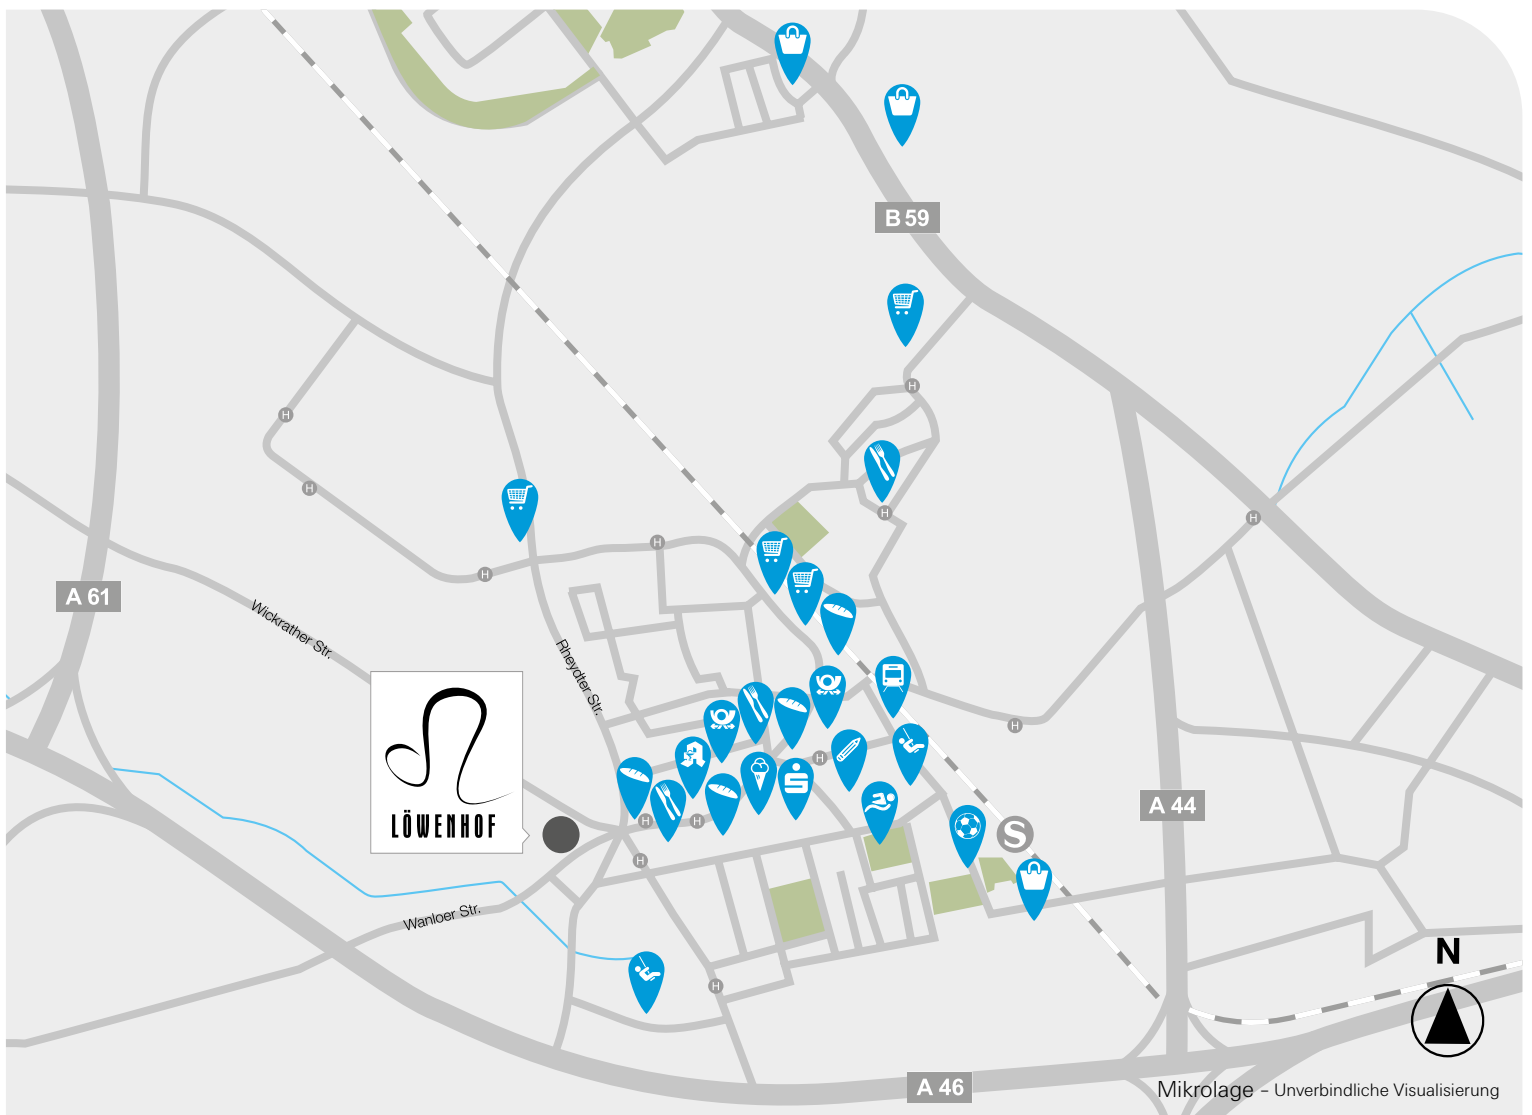 B 59
H
H
H
H
H
H
H
A 61
Wickrather Str.
Rheydter Str.
H
H
H
H
A 44
LÖWENHOF
S
H
Wanloer Str.
N
H
A 46
Mikrolage - Unverbindliche Visualisierung